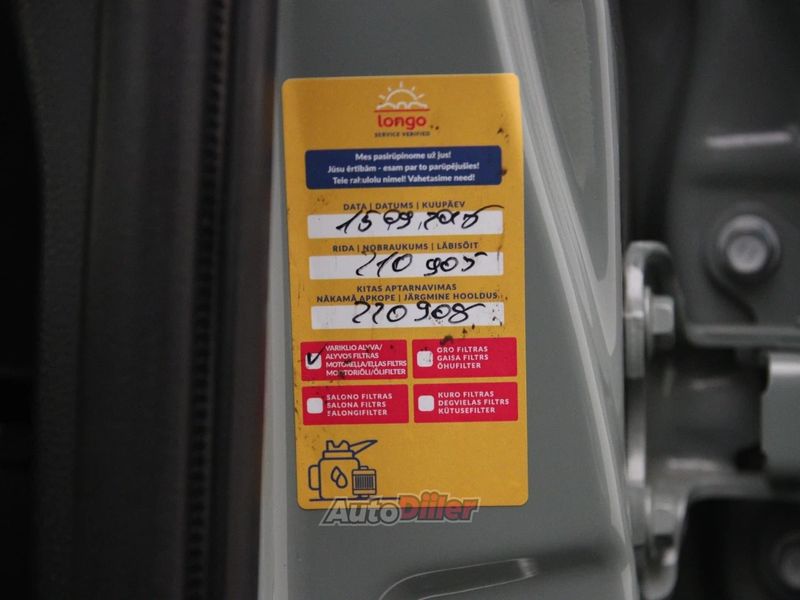 longo
SERVICE VERIFIED
Mes pasirūpinome už jus!
Jūsu ērtībām - esam par to parūpējušies!
Teie rahulolu nimel! Vahetasime need!
DATA | DATUMS | KUUPÄEV
15 09
RIDA | NOBRAUKUMS | LÄBISÕIT
210 905
KITAS APTARNAVIMAS
NĀKAMĀ APKOPE | JÄRGMINE HOOLDUS
220 905
VARIKLIO ALYVA/
ALYVOS FILTRAS
MOTOREĻĻA/EĻĻAS FILTRS
MOOTORIÕLI/ÕLIFILTER
ORO FILTRAS
GAISA FILTRS
ÕHUFILTER
SALONO FILTRAS
SALONA FILTRS
SALONGIFILTER
KURO FILTRAS
DEGVIELAS FILTRS
KÜTUSEFILTER
AutoDiiler